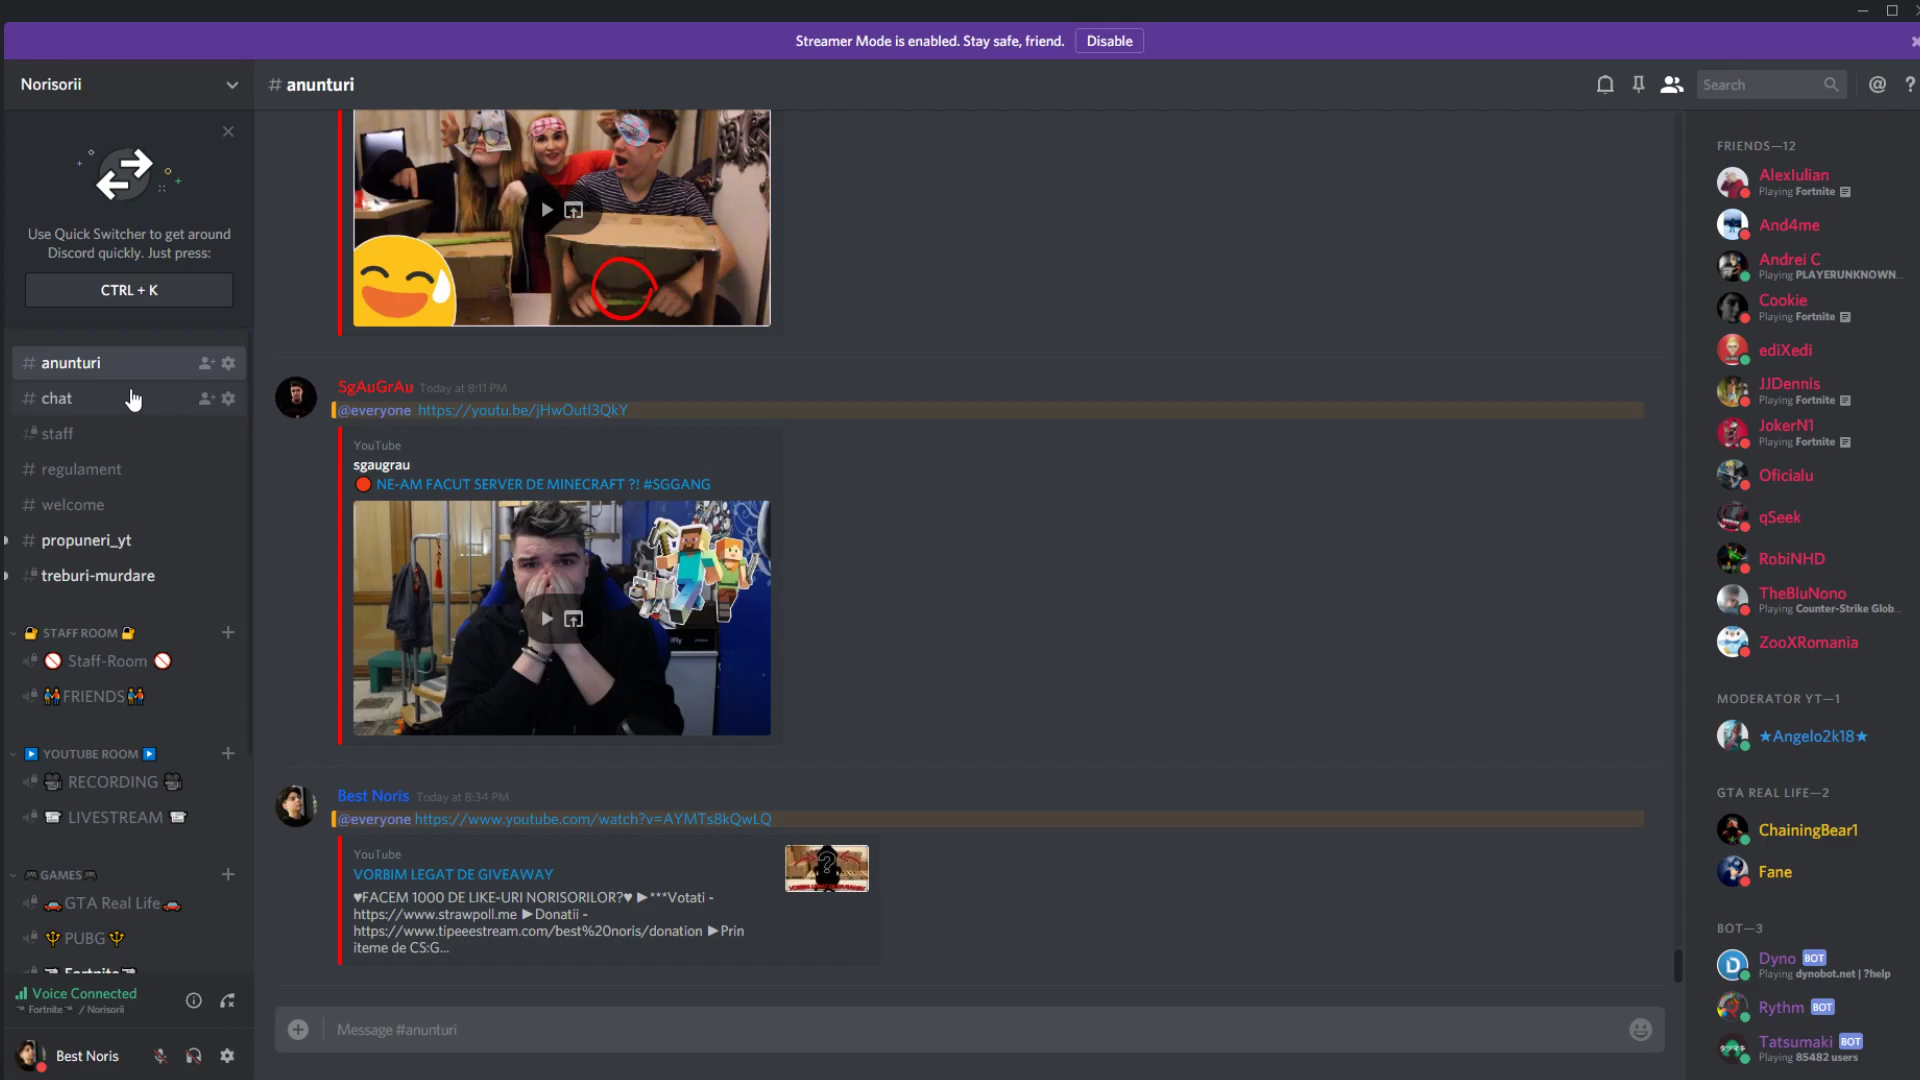 Streamer Mode is enabled. Stay safe, friend. Disable
Norisorii
# anunturi
Search
@ ?
Use Quick Switcher to get around
Discord quickly. Just press:
CTRL + K
# anunturi
# chat
# staff
# regulament
# welcome
# propuneri_yt
# treburi-murdare
STAFF ROOM
Staff-Room
FRIENDS
YOUTUBE ROOM
RECORDING
LIVESTREAM
GAMES
GTA Real Life
PUBG
Fortnite
Voice Connected
Fortnite / Norisorii
Best Noris
SgAuGrAu Today at 8:11 PM
@everyone https://youtu.be/jHwOutI3QkY
YouTube
sgaugrau
NE-AM FACUT SERVER DE MINECRAFT ?! #SGGANG
Best Noris Today at 8:34 PM
@everyone https://www.youtube.com/watch?v=AYMTs8kQwLQ
YouTube
VORBIM LEGAT DE GIVEAWAY
♥FACEM 1000 DE LIKE-URI NORISORILOR?♥ ▶***Votati -
https://www.strawpoll.me ▶Donatii -
https://www.tipeeestream.com/best%20noris/donation ▶Prin
iteme de CS:G...
Message #anunturi
FRIENDS—12
AlexIulian
Playing Fortnite
And4me
Andrei C
Playing PLAYERUNKNOWN...
Cookie
Playing Fortnite
ediXedi
JJDennis
Playing Fortnite
JokerN1
Playing Fortnite
Oficialu
qSeek
RobiNHD
TheBluNono
Playing Counter-Strike Glob...
ZooXRomania
MODERATOR YT—1
★Angelo2k18★
GTA REAL LIFE—2
ChainingBear1
Fane
BOT—3
Dyno BOT
Playing dynobot.net | ?help
Rythm BOT
Tatsumaki BOT
Playing 85482 users